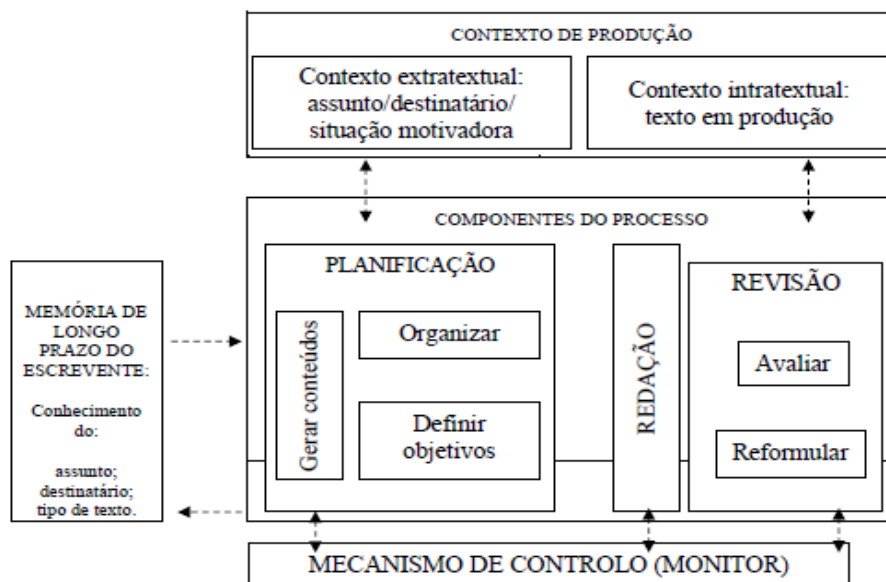 CONTEXTO DE PRODUÇÃO
Contexto extratextual:
assunto/destinatário/
situação motivadora
Contexto intratextual:
texto em produção
COMPONENTES DO PROCESSO
MEMÓRIA DE
LONGO
PRAZO DO
ESCREVENTE:
Conhecimento
do:
assunto;
destinatário;
tipo de texto.
PLANIFICAÇÃO
Gerar conteúdos
Organizar
Definir
objetivos
REDAÇÃO
REVISÃO
Avaliar
Reformular
MECANISMO DE CONTROLO (MONITOR)